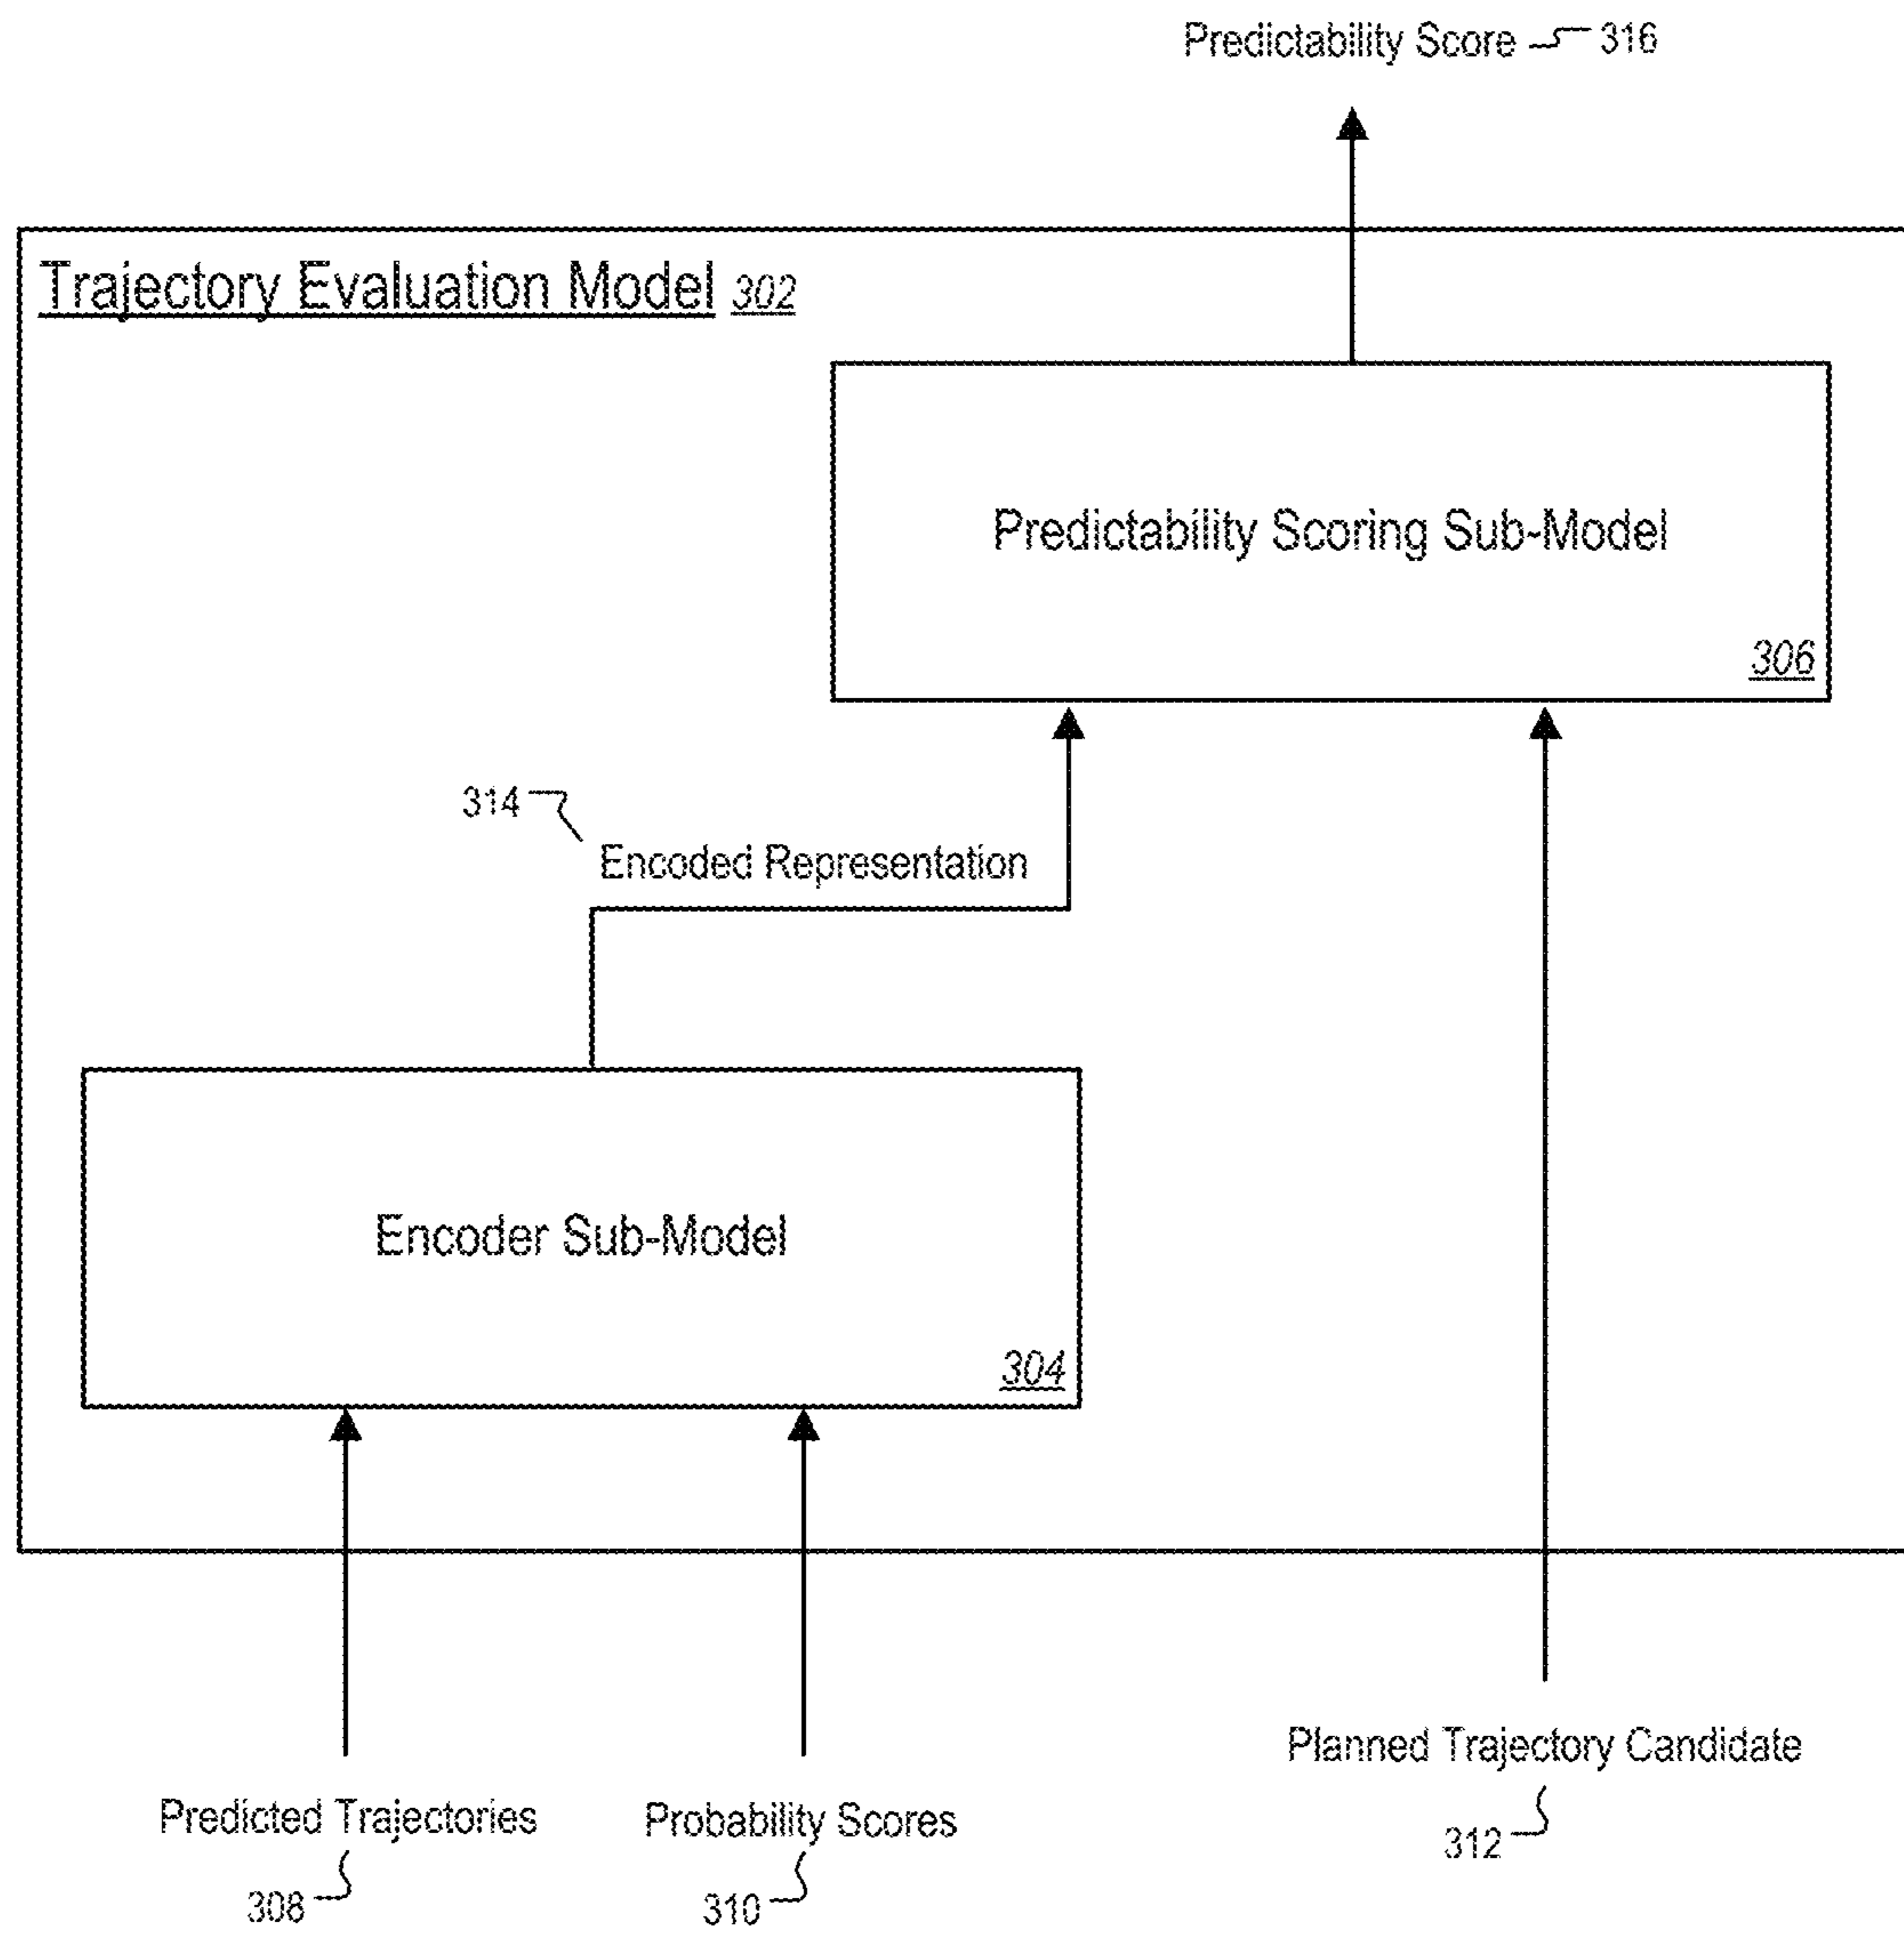 Predictability Score 316
Trajectory Evaluation Model 302
Predictability Scoring Sub-Model
306
314
Encoded Representation
Encoder Sub-Model
304
Planned Trajectory Candidate
312
Predicted Trajectories
308
Probability Scores
310